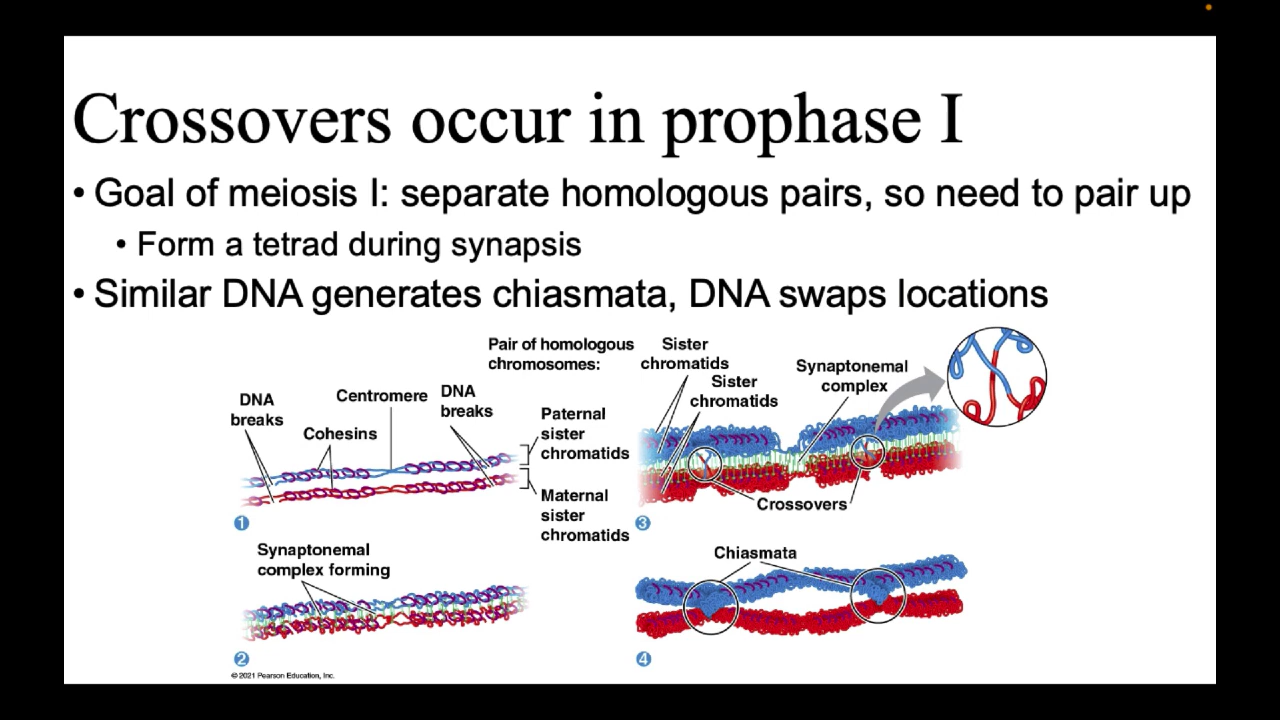 Crossovers occur in prophase I
• Goal of meiosis I: separate homologous pairs, so need to pair up
• Form a tetrad during synapsis
• Similar DNA generates chiasmata, DNA swaps locations
Pair of homologous
chromosomes:
DNA
breaks
Cohesins
Centromere
DNA
breaks
Paternal
sister
chromatids
Maternal
sister
chromatids
1
Synaptonemal
complex forming
2
Sister
chromatids
Sister
chromatids
Synaptonemal
complex
Crossovers
3
Chiasmata
4
© 2021 Pearson Education, Inc.